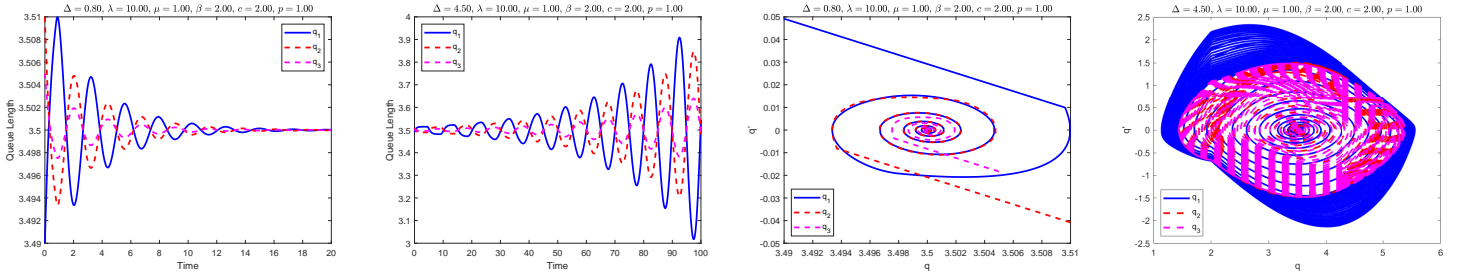 Δ = 0.80, λ = 10.00, μ = 1.00, β = 2.00, c = 2.00, p = 1.00
3.51
3.508
3.506
3.504
3.502
3.5
3.498
3.496
3.494
3.492
3.49
Queue Length
0 2 4 6 8 10 12 14 16 18 20
Time
q1
q2
q3
Δ = 4.50, λ = 10.00, μ = 1.00, β = 2.00, c = 2.00, p = 1.00
4
3.9
3.8
3.7
3.6
3.5
3.4
3.3
3.2
3.1
3
Queue Length
0 10 20 30 40 50 60 70 80 90 100
Time
q1
q2
q3
Δ = 0.80, λ = 10.00, μ = 1.00, β = 2.00, c = 2.00, p = 1.00
0.05
0.04
0.03
0.02
0.01
0
-0.01
-0.02
-0.03
-0.04
-0.05
q'
3.49 3.492 3.494 3.496 3.498 3.5 3.502 3.504 3.506 3.508 3.51
q
q1
q2
q3
Δ = 4.50, λ = 10.00, μ = 1.00, β = 2.00, c = 2.00, p = 1.00
2.5
2
1.5
1
0.5
0
-0.5
-1
-1.5
-2
-2.5
q'
1 2 3 4 5 6
q
q1
q2
q3